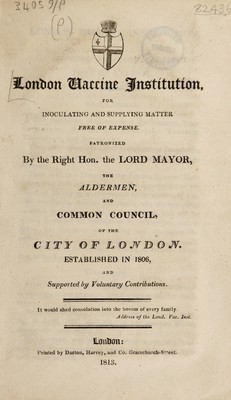 34059/P
(P)
82436
London Vaccine Institution,
FOR
INOCULATING AND SUPPLYING MATTER
FREE OF EXPENSE.
PATRONIZED
By the Right Hon. the LORD MAYOR,
THE
ALDERMEN,
AND
COMMON COUNCIL,
OF THE
CITY OF LONDON.
ESTABLISHED IN 1806,
AND
Supported by Voluntary Contributions.
It would shed consolation into the bosom of every family.
Address of the Lond. Vac. Inst.
London:
Printed by Darton, Harvey, and Co. Gracechurch-Street.
1813.